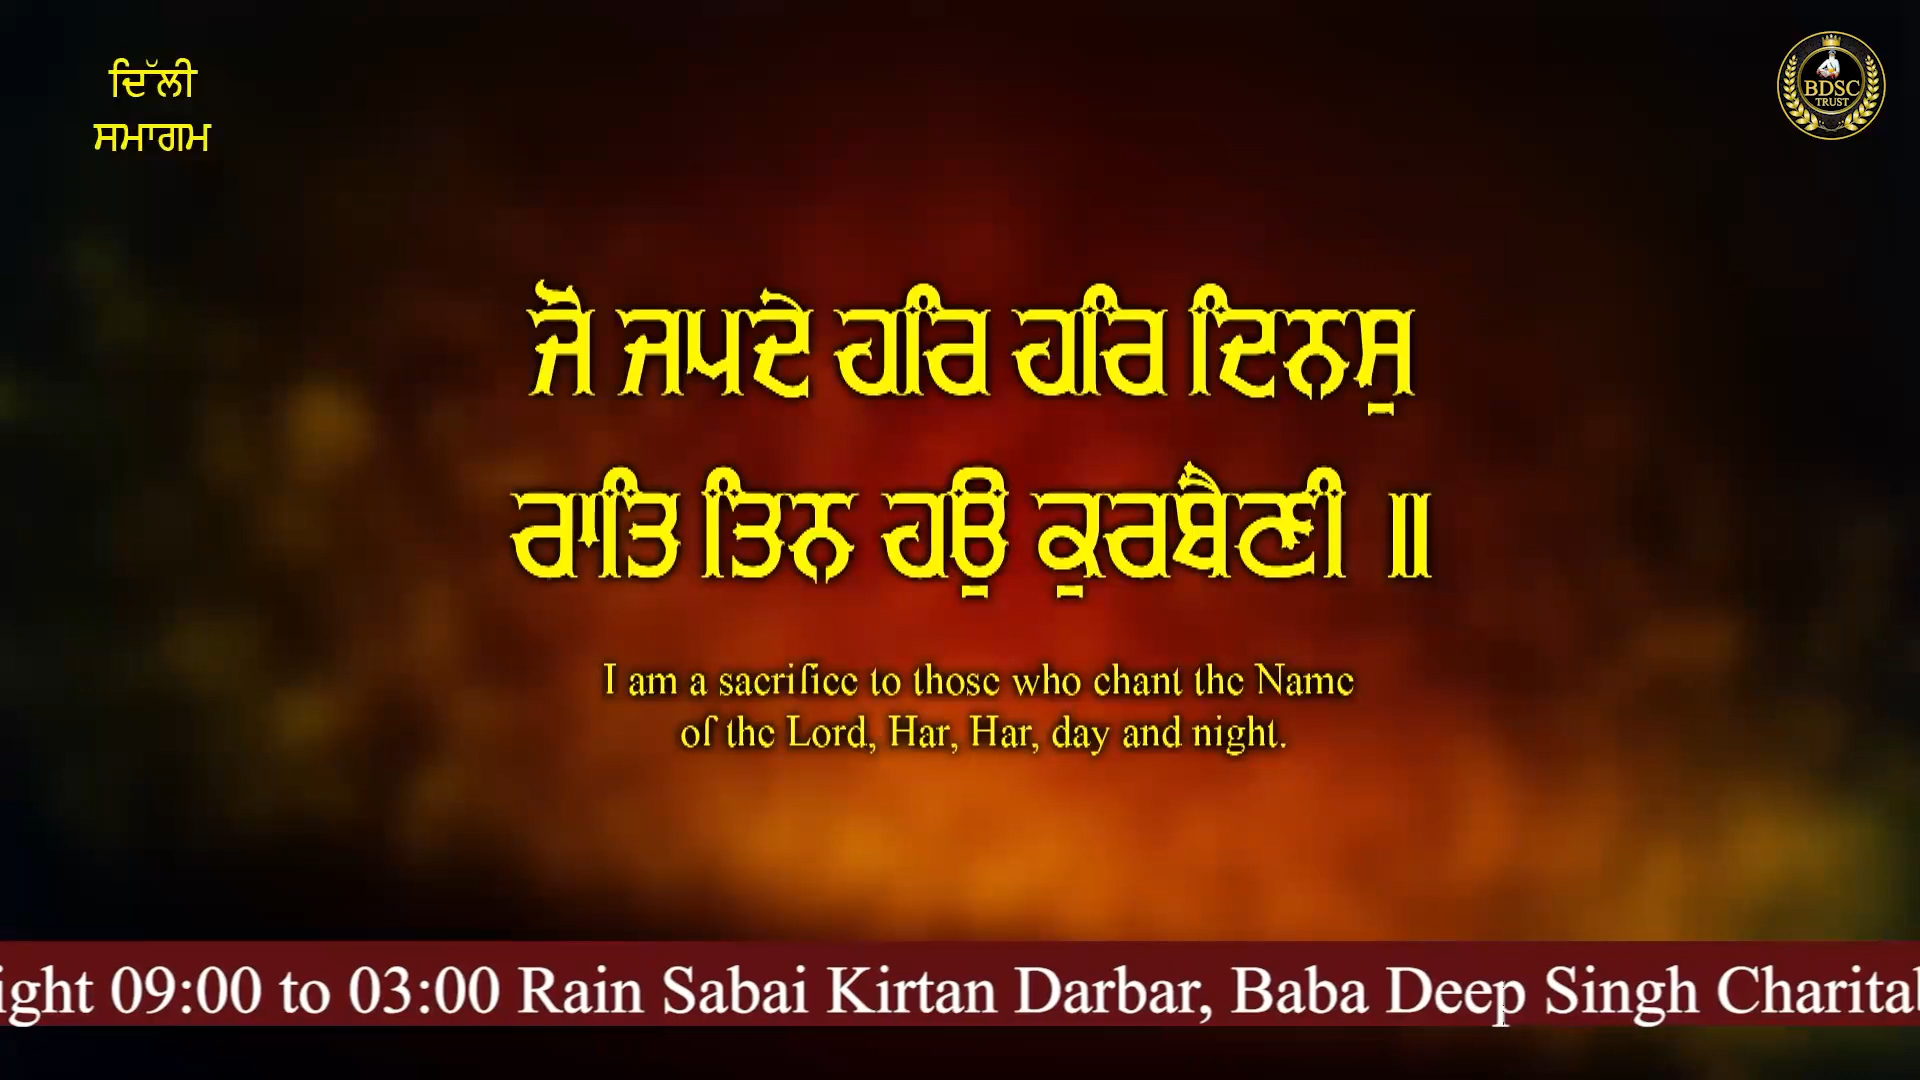 ਦਿੱਲੀ
ਸਮਾਗਮ
BDSC
TRUST
ਜੋ ਜਪਦੇ ਹਰਿ ਹਰਿ ਦਿਨਸੁ
ਰਾਤਿ ਤਿਨ ਹਉ ਕੁਰਬੈਣੀ ॥
I am a sacrifice to those who chant the Name
of the Lord, Har, Har, day and night.
ight 09:00 to 03:00 Rain Sabai Kirtan Darbar, Baba Deep Singh Charital